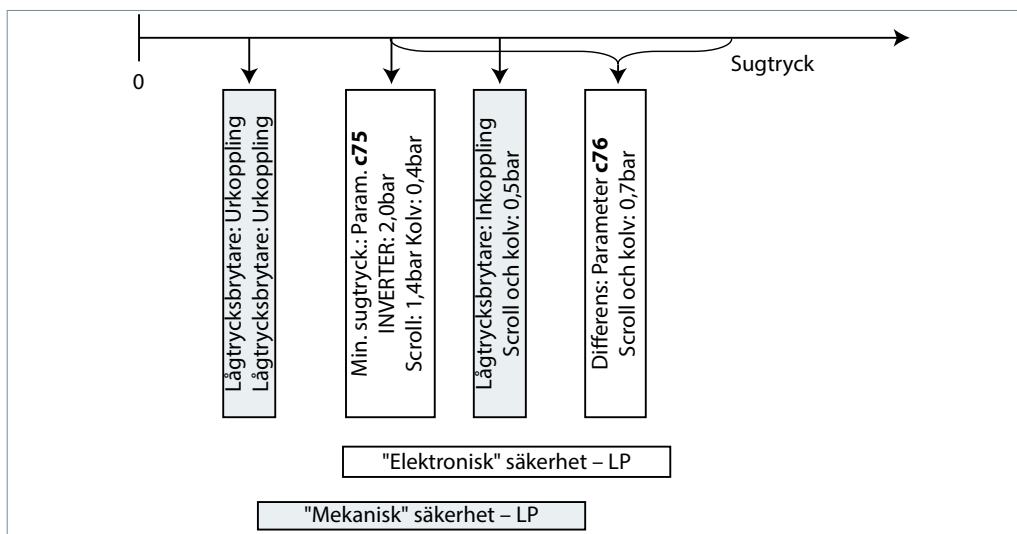 0
Sugtryck
Lågtrycksbrytare: Urkoppling
Lågtrycksbrytare: Urkoppling
Min. sugtryck.: Param. c75
INVERTER: 2,0bar
Scroll: 1,4bar Kolv: 0,4bar
Lågtrycksbrytare: Inkoppling
Scroll och kolv: 0,5bar
Differens: Parameter c76
Scroll och kolv: 0,7bar
"Elektronisk" säkerhet – LP
"Mekanisk" säkerhet – LP